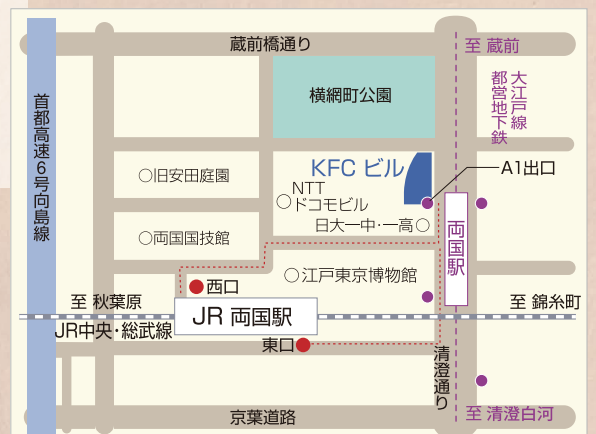 蔵前橋通り
至 蔵前
大江戸線
都営地下鉄
首都高速6号向島線
横網町公園
KFC ビル
A1出口
○旧安田庭園
○NTT
ドコモビル
日大一中・一高○
○両国国技館
両国駅
○江戸東京博物館
西口
至 秋葉原
至 錦糸町
JR 両国駅
JR中央・総武線
東口
清澄通り
京葉道路
至 清澄白河